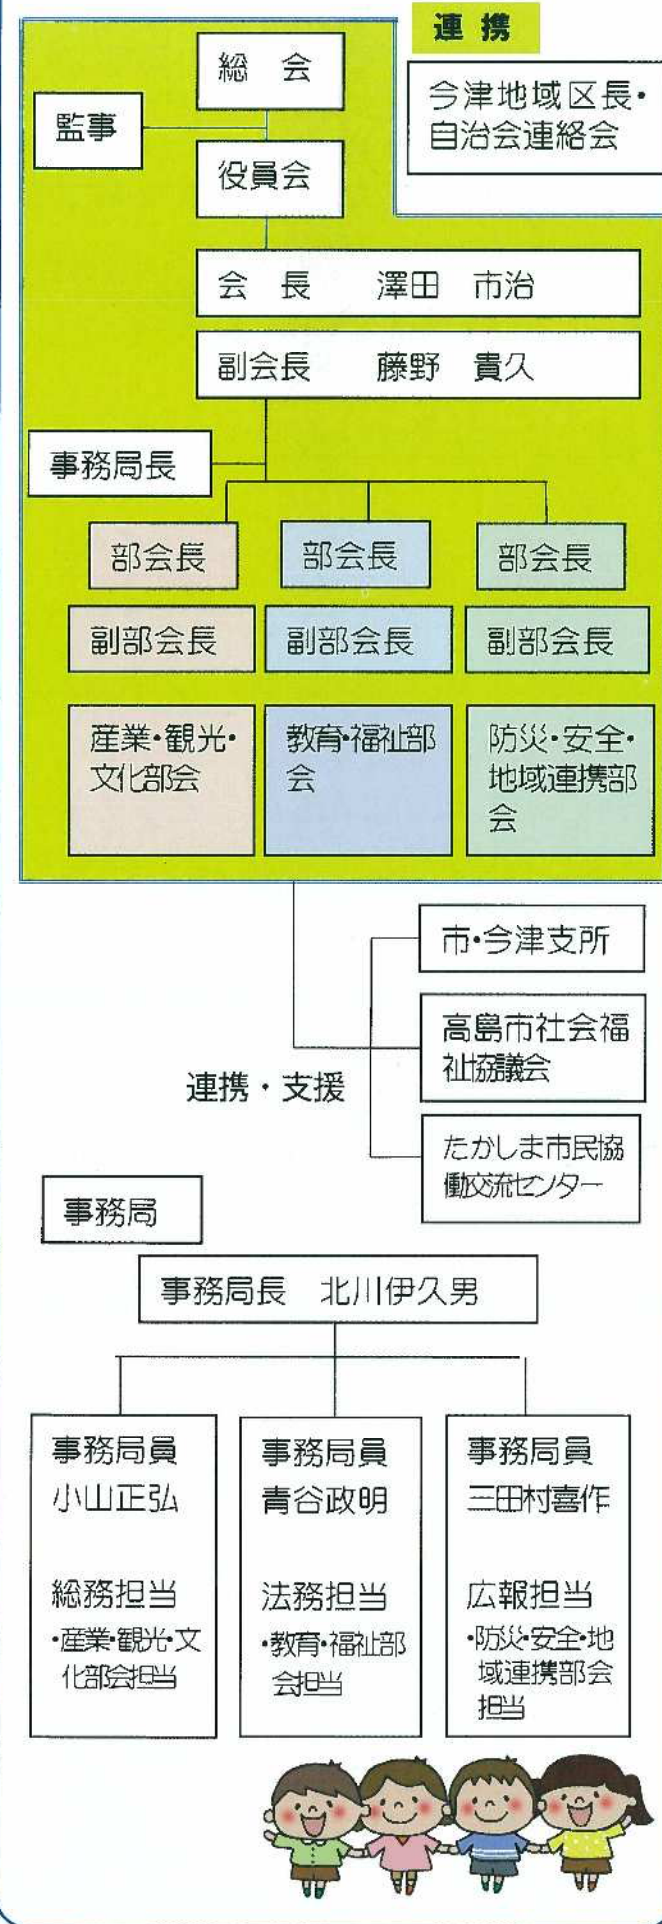 連 携
総 会
今津地域区長・
自治会連絡会
監事
役員会
会 長 澤田 市治
副会長 藤野 貴久
事務局長
部会長
部会長
部会長
副部会長
副部会長
副部会長
産業・観光・
文化部会
教育・福祉部
会
防災・安全・
地域連携部
会
市・今津支所
高島市社会福
祉協議会
連携・支援
たかしま市民協
働交流センター
事務局
事務局長 北川伊久男
事務局員
小山正弘
総務担当
・産業・観光・文
化部会担当
事務局員
青谷政明
法務担当
・教育・福祉部
会担当
事務局員
三田村喜作
広報担当
・防災・安全・地
域連携部会
担当